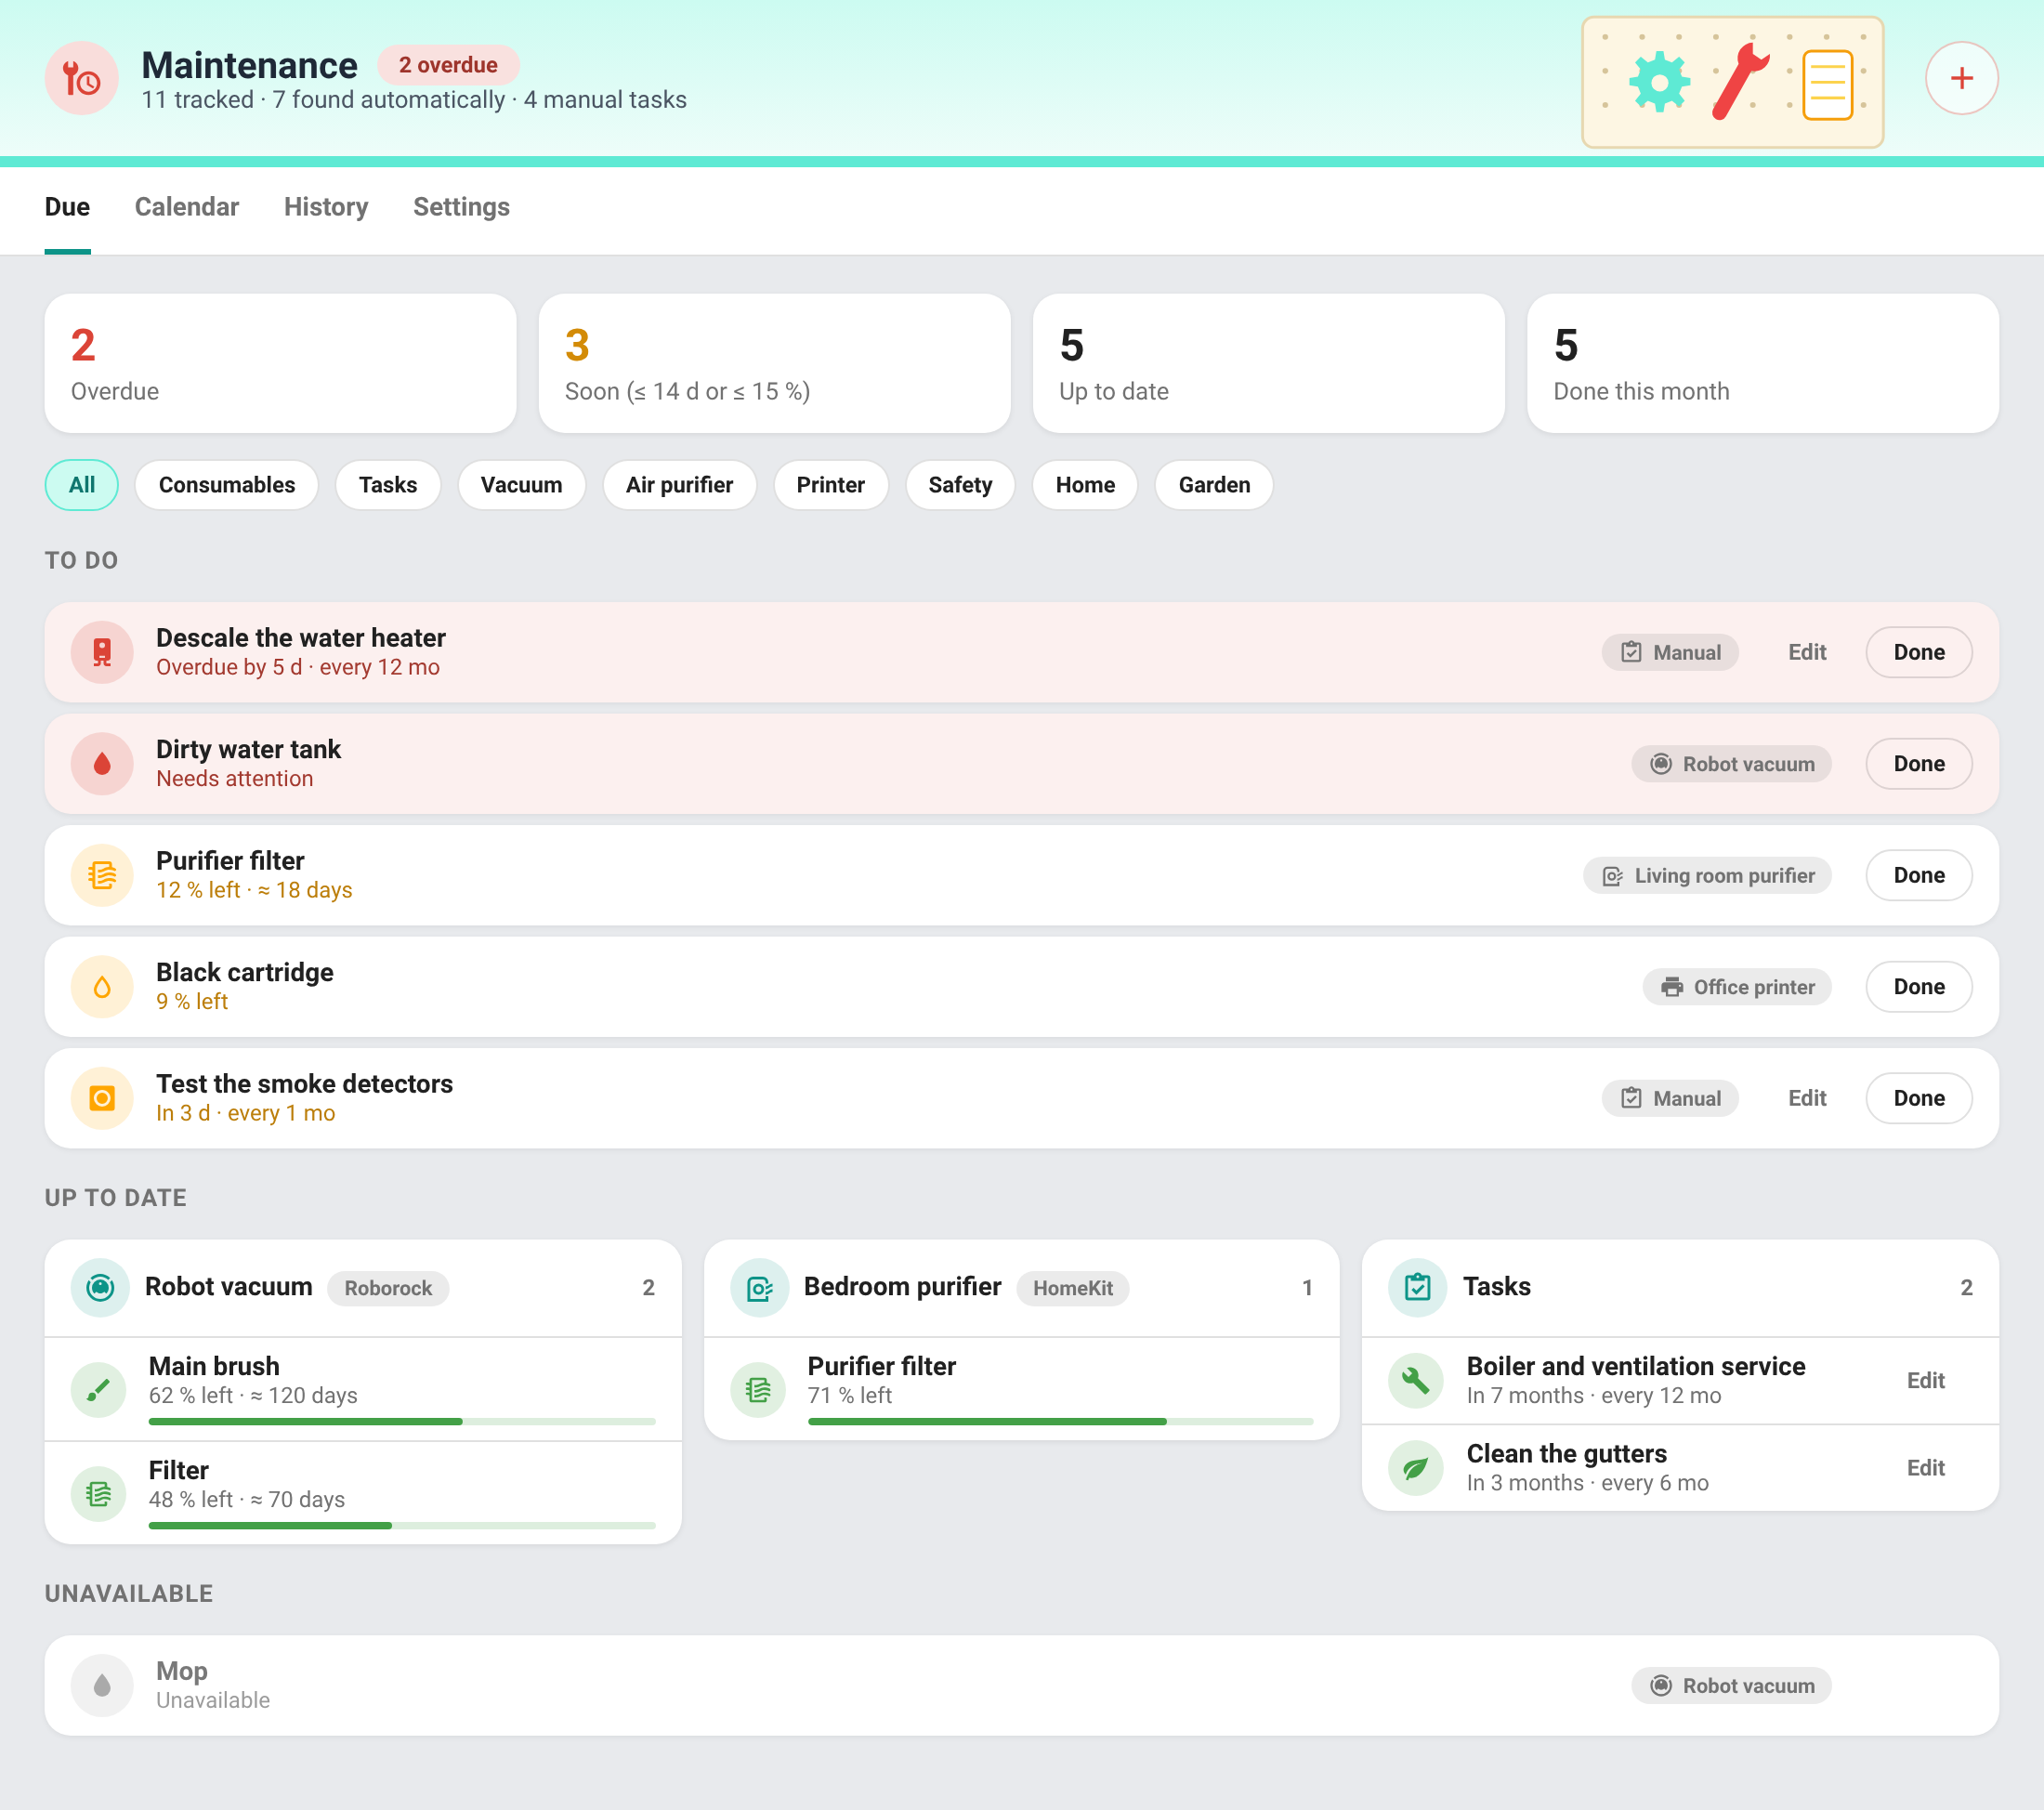 Maintenance
2 overdue
11 tracked · 7 found automatically · 4 manual tasks
Due
Calendar
History
Settings
2
Overdue
3
Soon (≤ 14 d or ≤ 15 %)
5
Up to date
5
Done this month
All
Consumables
Tasks
Vacuum
Air purifier
Printer
Safety
Home
Garden
TO DO
Descale the water heater
Overdue by 5 d · every 12 mo
Manual
Edit
Done
Dirty water tank
Needs attention
Robot vacuum
Done
Purifier filter
12 % left · ≈ 18 days
Living room purifier
Done
Black cartridge
9 % left
Office printer
Done
Test the smoke detectors
In 3 d · every 1 mo
Manual
Edit
Done
UP TO DATE
Robot vacuum
Roborock
2
Main brush
62 % left · ≈ 120 days
Filter
48 % left · ≈ 70 days
Bedroom purifier
HomeKit
1
Purifier filter
71 % left
Tasks
2
Boiler and ventilation service
In 7 months · every 12 mo
Edit
Clean the gutters
In 3 months · every 6 mo
Edit
UNAVAILABLE
Mop
Unavailable
Robot vacuum